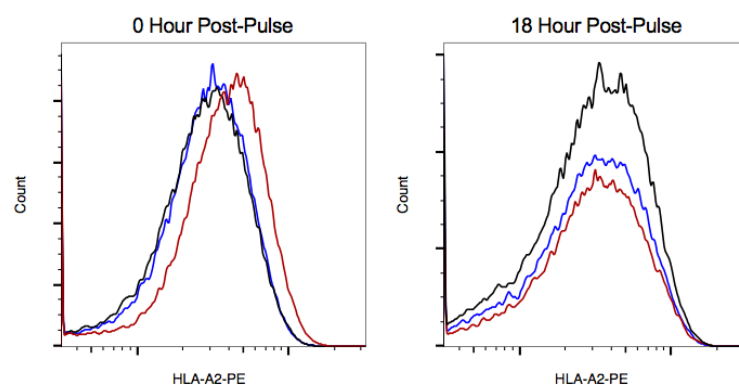 0 Hour Post-Pulse
Count
HLA-A2-PE
18 Hour Post-Pulse
Count
HLA-A2-PE